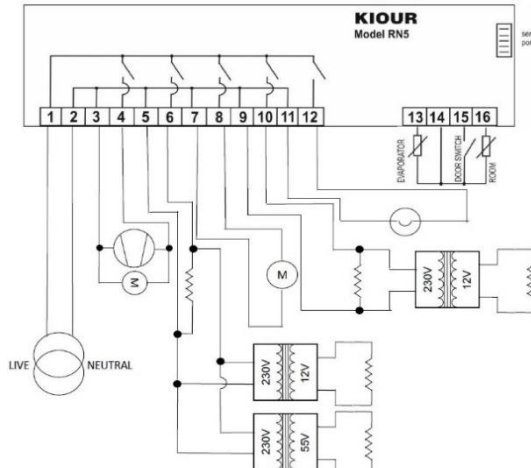 KIOUR
Model RN5
1 2 3 4 5 6 7 8 9 10 11 12
13 14 15 16
EVAPORATOR
DOOR SWITCH
ROOM
M
M
230V
12V
LIVE
NEUTRAL
230V
12V
230V
55V